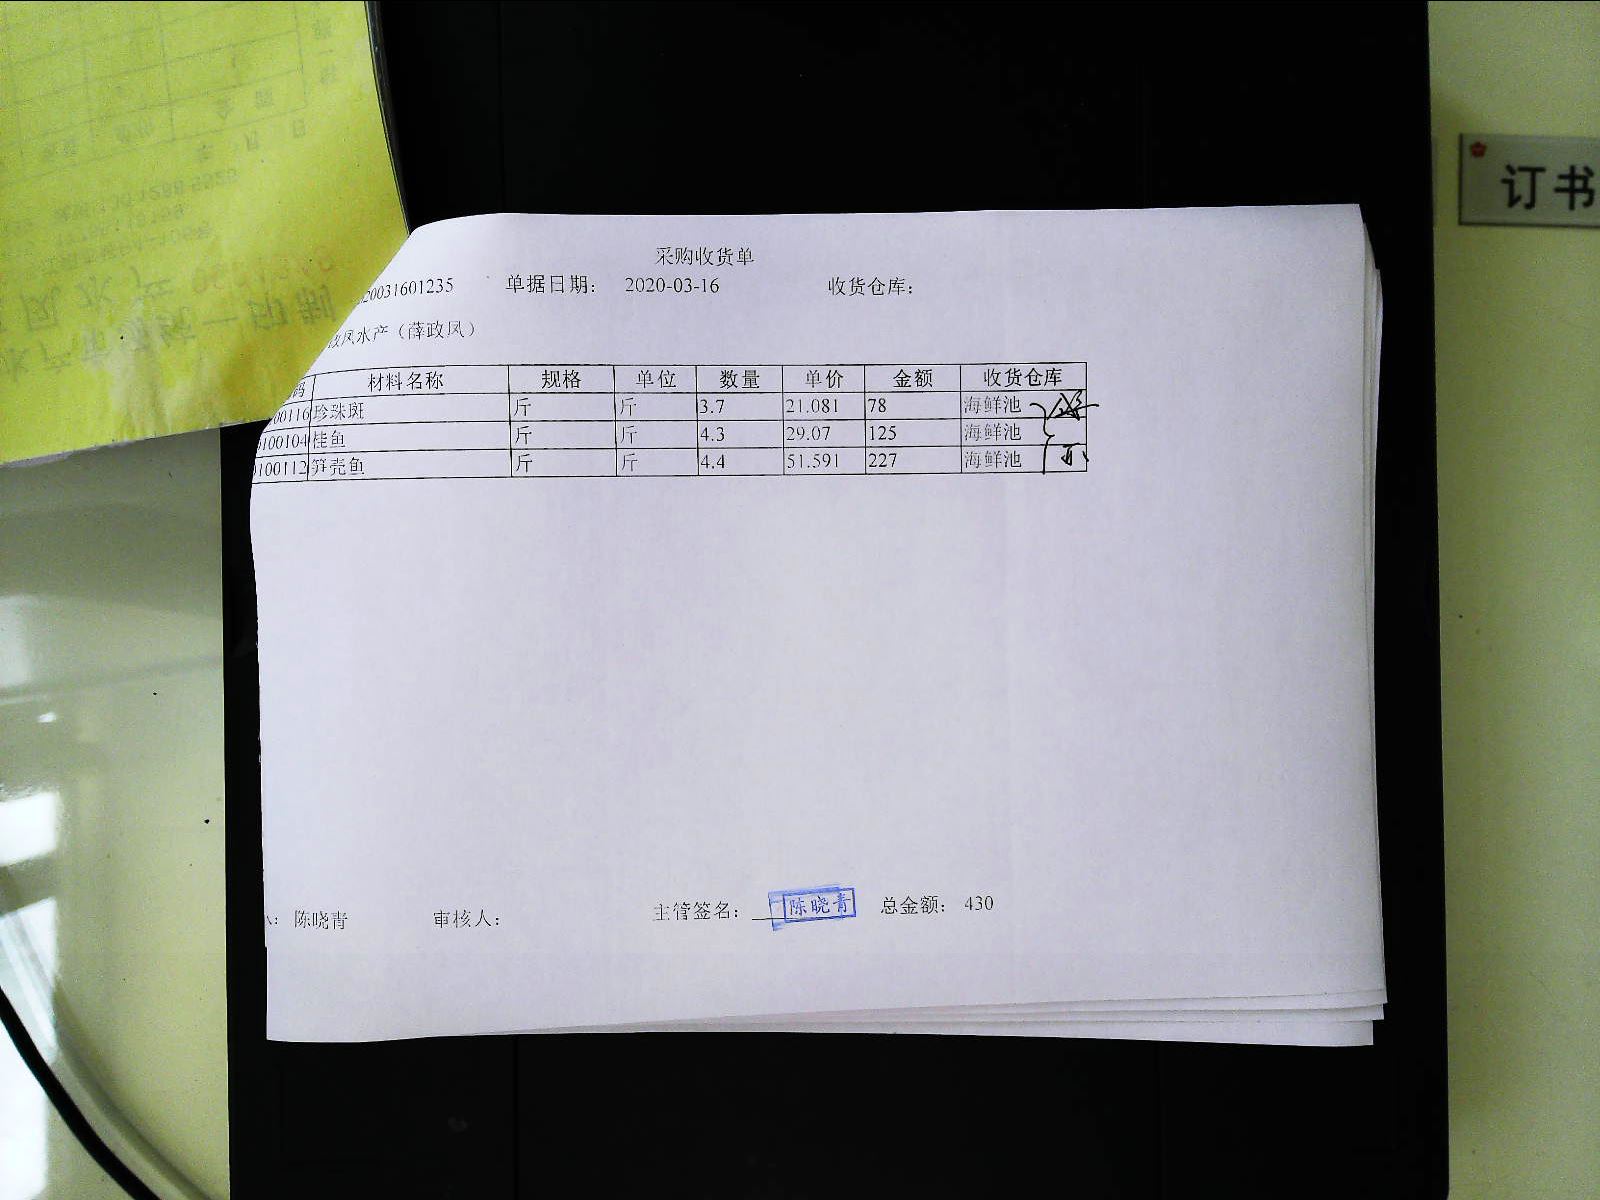 采购收货单
20031601235 单据日期： 2020-03-16 收货仓库：
政凤水产（薛政凤）
码 材料名称 规格 单位 数量 单价 金额 收货仓库
00116 珍珠斑 斤 斤 3.7 21.081 78 海鲜池
100104 桂鱼 斤 斤 4.3 29.07 125 海鲜池
100112 笋壳鱼 斤 斤 4.4 51.591 227 海鲜池
陈晓青 审核人： 主管签名： 陈晓青 总金额： 430
订书